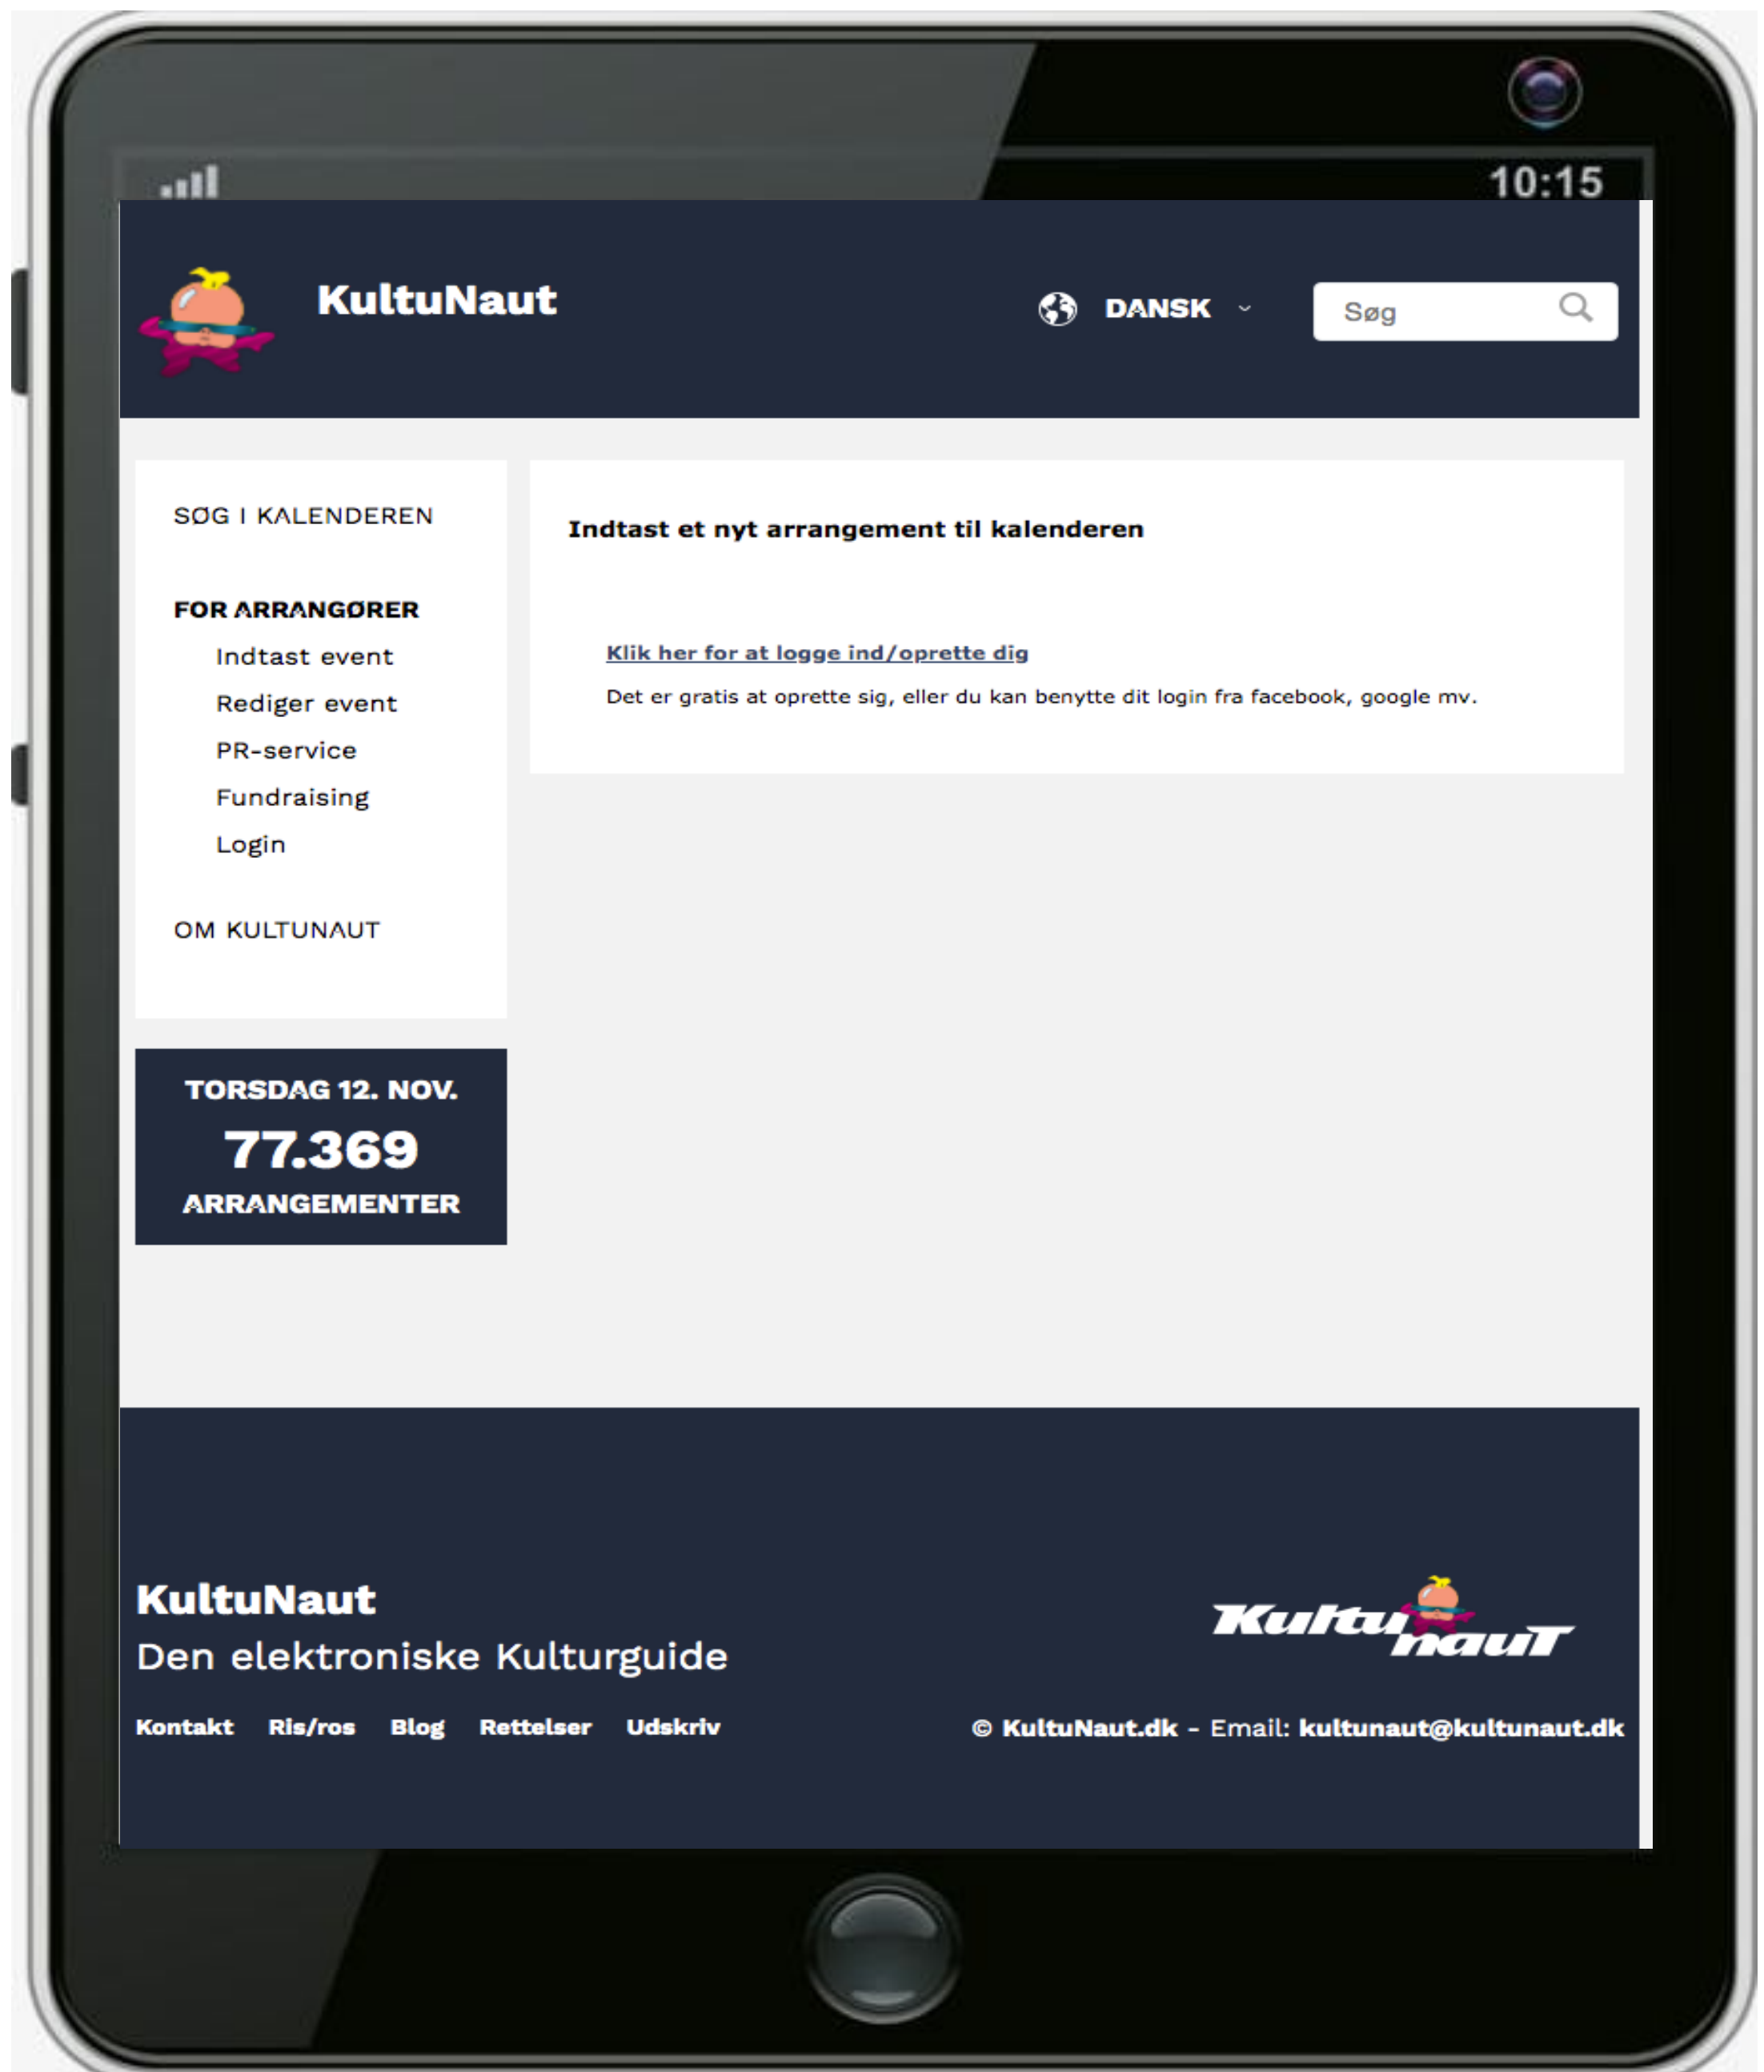 10:15
KultuNaut
DANSK
Søg
SØG I KALENDEREN
FOR ARRANGØRER
Indtast event
Rediger event
PR-service
Fundraising
Login
OM KULTUNAUT
Indtast et nyt arrangement til kalenderen
Klik her for at logge ind/oprette dig
Det er gratis at oprette sig, eller du kan benytte dit login fra facebook, google mv.
TORSDAG 12. NOV.
77.369
ARRANGEMENTER
KultuNaut
Den elektroniske Kulturguide
Kontakt Ris/ros Blog Rettelser Udskriv
Kultu
nauT
© KultuNaut.dk - Email: kultunaut@kultunaut.dk